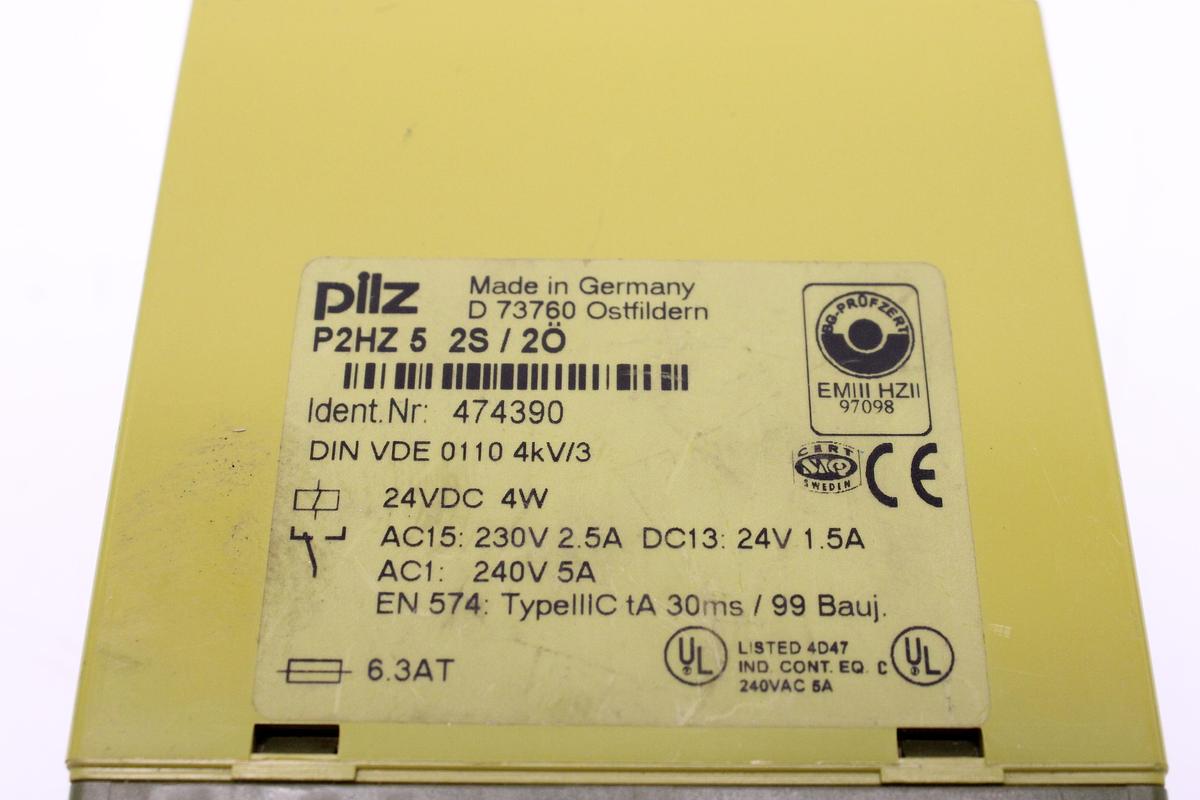 pilz
Made in Germany
D 73760 Ostfildern
P2HZ 5 2S / 2Ö
Ident.Nr: 474390
DIN VDE 0110 4kV/3
24VDC 4W
AC15: 230V 2.5A DC13: 24V 1.5A
AC1: 240V 5A
EN 574: TypeIIIC tA 30ms / 99 Bauj.
6.3AT
BG-PRÜFZERT
EMIII HZII
97098
CERT
SWEDEN
CE
UL
LISTED 4D47
IND. CONT. EQ.
240VAC 5A
C UL